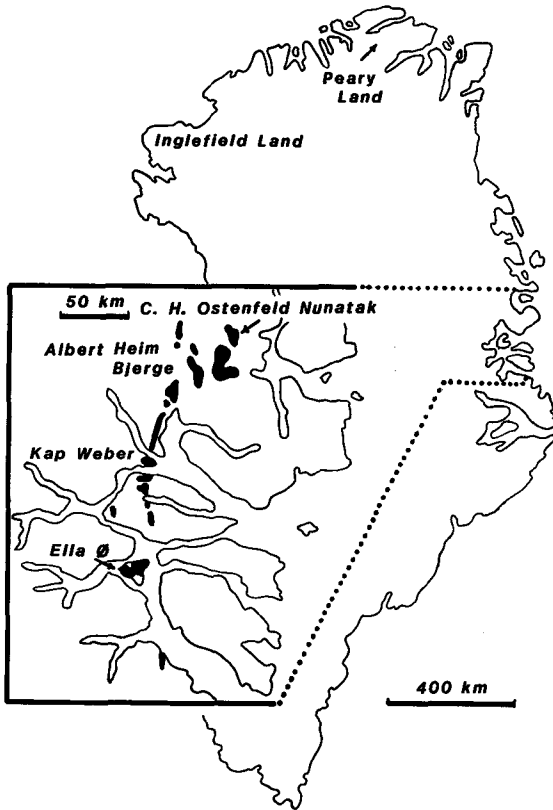 Peary
Land
Inglefield Land
50 km
C. H. Ostenfeld Nunatak
Albert Heim
Bjerge
Kap Weber
Ella Ø
400 km